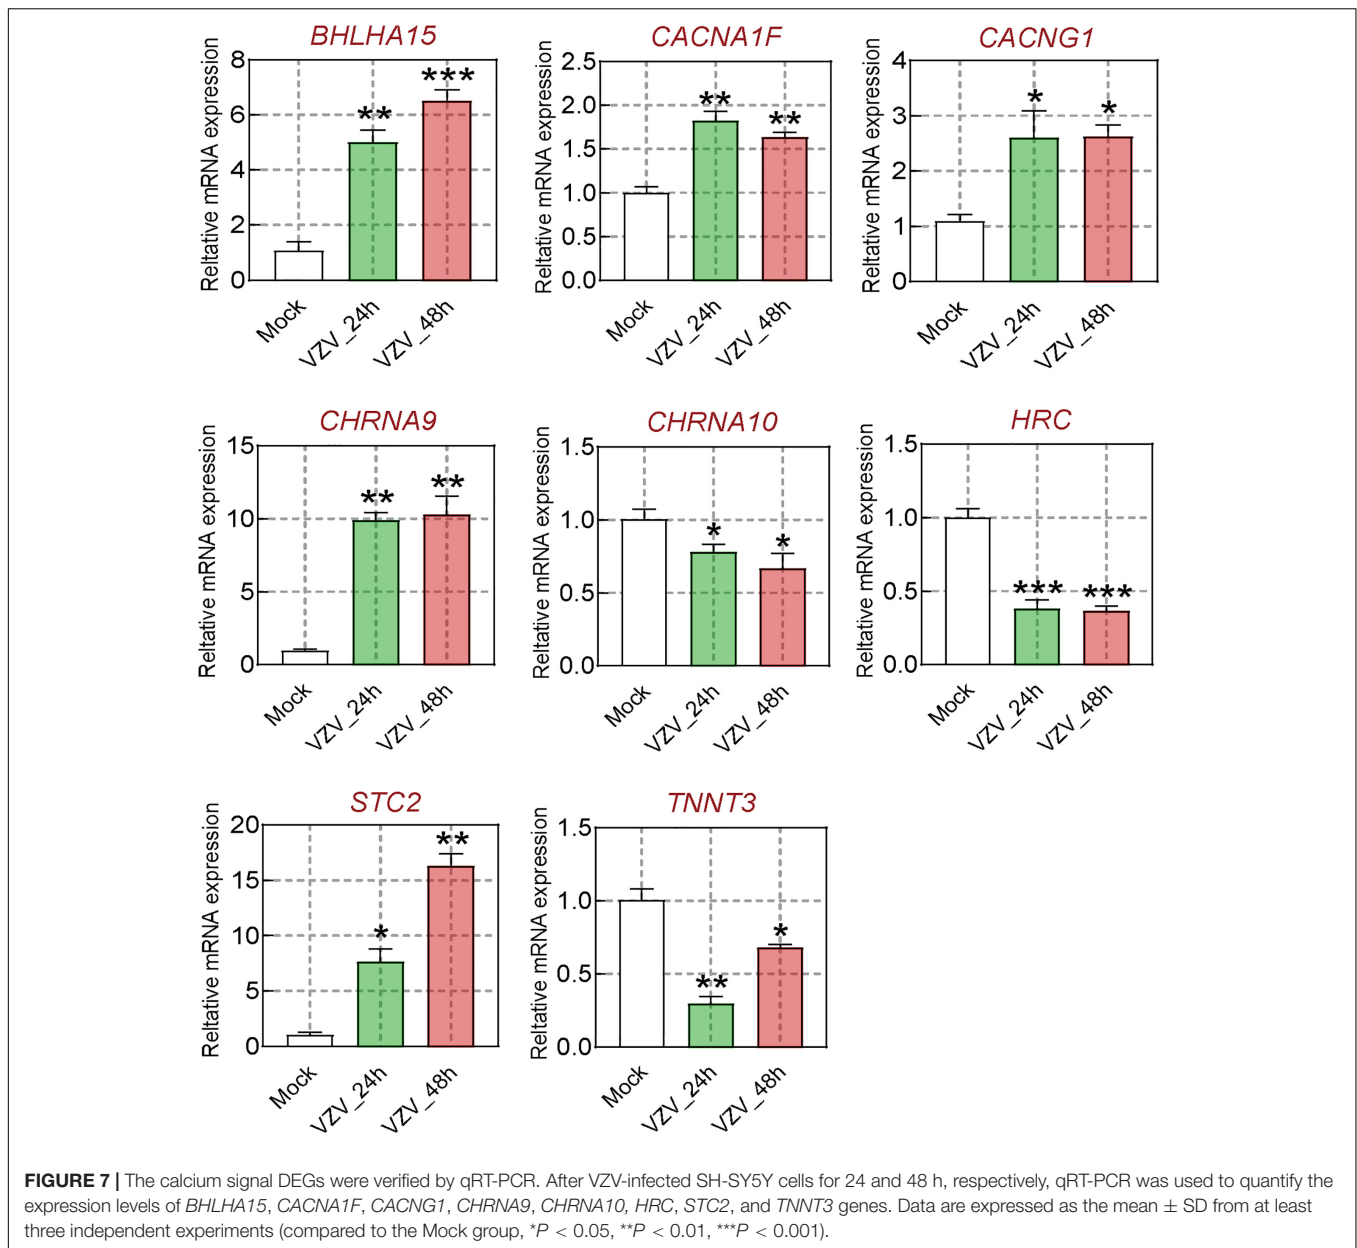 BHLHA15
CACNA1F
CACNG1
Reltative mRNA expression
8
6
4
2
0
***
**
Mock
VZV_24h
VZV_48h
Reltative mRNA expression
2.5
2.0
1.5
1.0
0.5
0.0
**
**
Mock
VZV_24h
VZV_48h
Reltative mRNA expression
4
3
2
1
0
*
*
Mock
VZV_24h
VZV_48h
CHRNA9
CHRNA10
HRC
Reltative mRNA expression
15
10
5
0
**
**
Mock
VZV_24h
VZV_48h
Reltative mRNA expression
1.5
1.0
0.5
0.0
*
*
Mock
VZV_24h
VZV_48h
Reltative mRNA expression
1.5
1.0
0.5
0.0
***
***
Mock
VZV_24h
VZV_48h
STC2
TNNT3
Reltative mRNA expression
20
15
10
5
0
*
**
Mock
VZV_24h
VZV_48h
Reltative mRNA expression
1.5
1.0
0.5
0.0
**
*
Mock
VZV_24h
VZV_48h
FIGURE 7 | The calcium signal DEGs were verified by qRT-PCR. After VZV-infected SH-SY5Y cells for 24 and 48 h, respectively, qRT-PCR was used to quantify the
expression levels of BHLHA15, CACNA1F, CACNG1, CHRNA9, CHRNA10, HRC, STC2, and TNNT3 genes. Data are expressed as the mean ± SD from at least
three independent experiments (compared to the Mock group, *P < 0.05, **P < 0.01, ***P < 0.001).